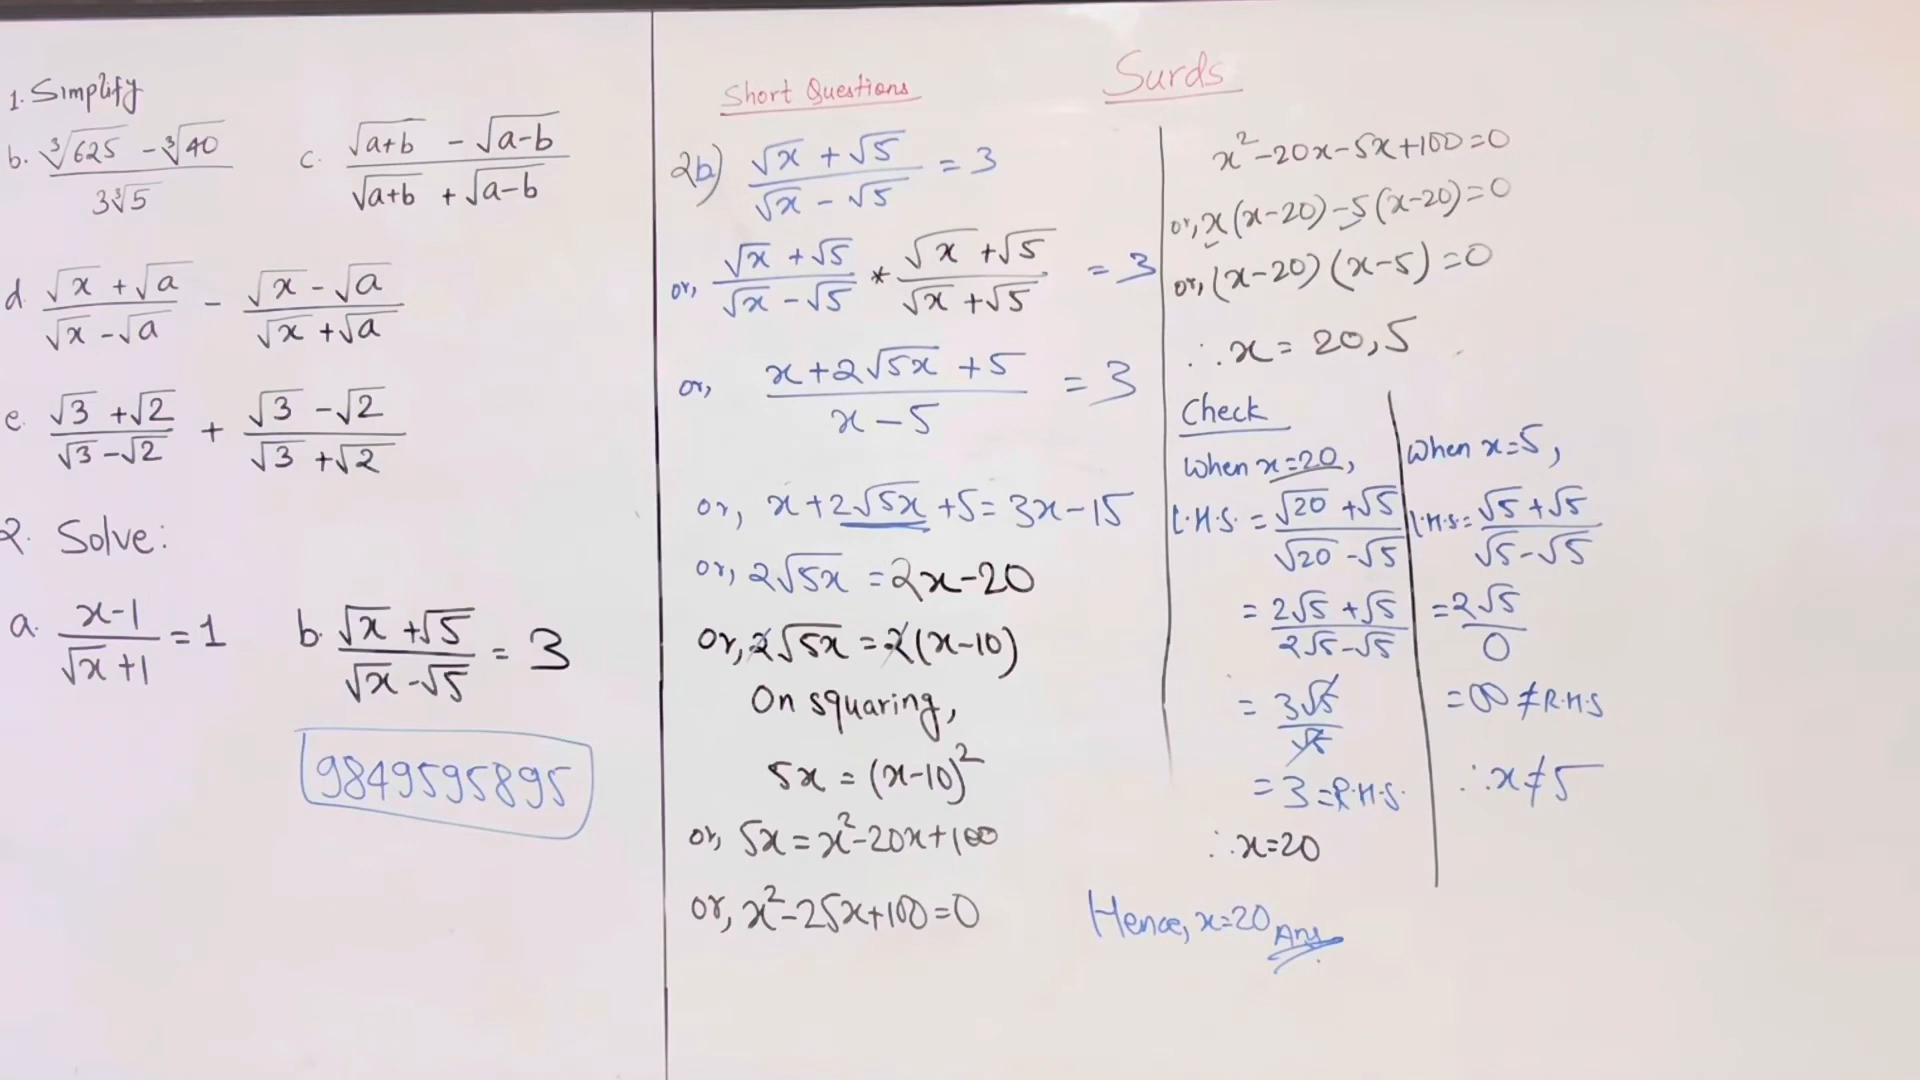 1. Simplify
b. (∛625 - ∛40) / 3∛5    c. (√(a+b) - √(a-b)) / (√(a+b) + √(a-b))
d. (√x + √a) / (√x - √a) - (√x - √a) / (√x + √a)
e. (√3 + √2) / (√3 - √2) + (√3 - √2) / (√3 + √2)
2. Solve:
a. (x-1) / (√x + 1) = 1    b. (√x + √5) / (√x - √5) = 3
9849595895
Short Questions
Surds
2b) (√x + √5) / (√x - √5) = 3
or, (√x + √5) / (√x - √5) * (√x + √5) / (√x + √5) = 3
or, (x + 2√5x + 5) / (x - 5) = 3
or, x + 2√5x + 5 = 3x - 15
or, 2√5x = 2x - 20
or, 2√5x = 2(x-10)
On squaring,
5x = (x-10)²
or, 5x = x² - 20x + 100
or, x² - 25x + 100 = 0
x² - 20x - 5x + 100 = 0
or, x(x-20) - 5(x-20) = 0
or, (x-20)(x-5) = 0
∴ x = 20, 5
Check
When x=20,
L.H.S. = (√20 + √5) / (√20 - √5)
= (2√5 + √5) / (2√5 - √5)
= 3√5 / √5
= 3 = R.H.S.
∴ x=20
When x=5,
L.H.S = (√5 + √5) / (√5 - √5)
= 2√5 / 0
= ∞ ≠ R.H.S
∴ x ≠ 5
Hence, x=20 Ans